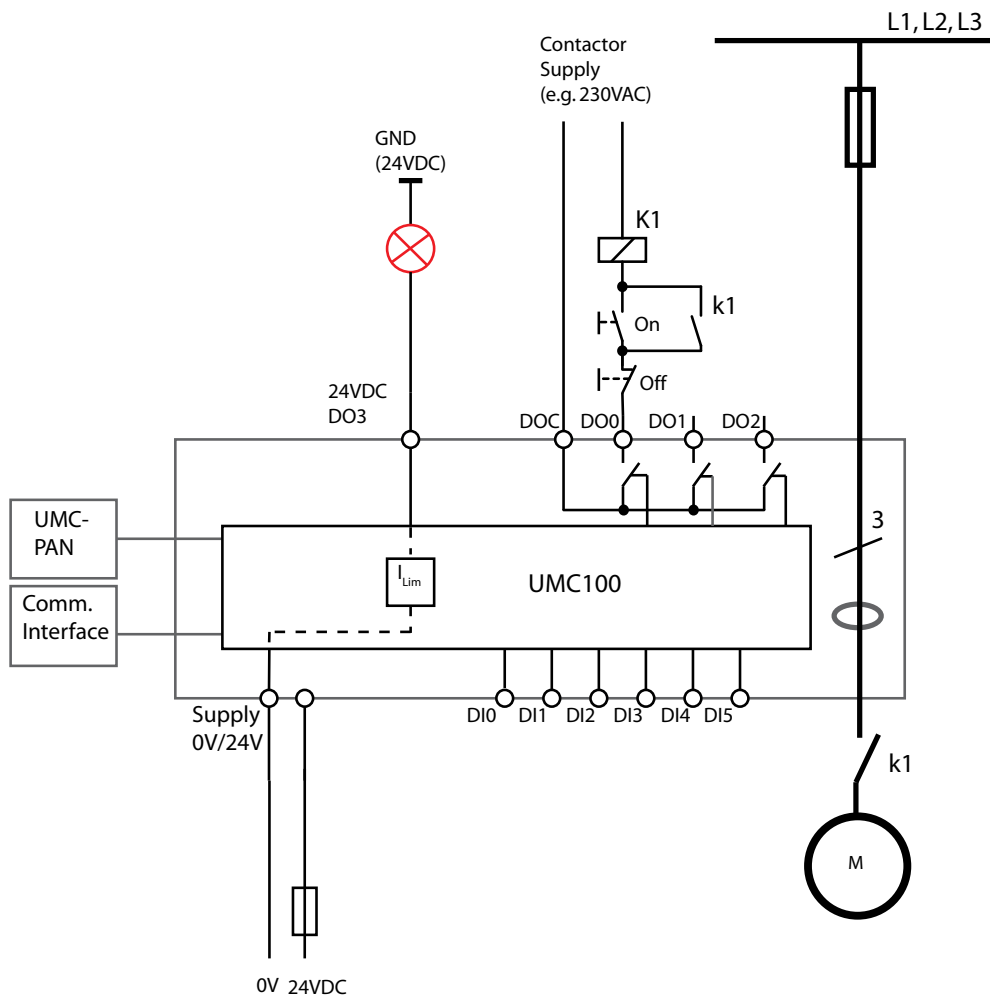 L1, L2, L3
Contactor
Supply
(e.g. 230VAC)
GND
(24VDC)
K1
k1
On
Off
24VDC
DO3
DOC
DO0
DO1
DO2
UMC-
PAN
3
I Lim
UMC100
Comm.
Interface
Supply
0V/24V
DI0
DI1
DI2
DI3
DI4
DI5
k1
M
0V
24VDC